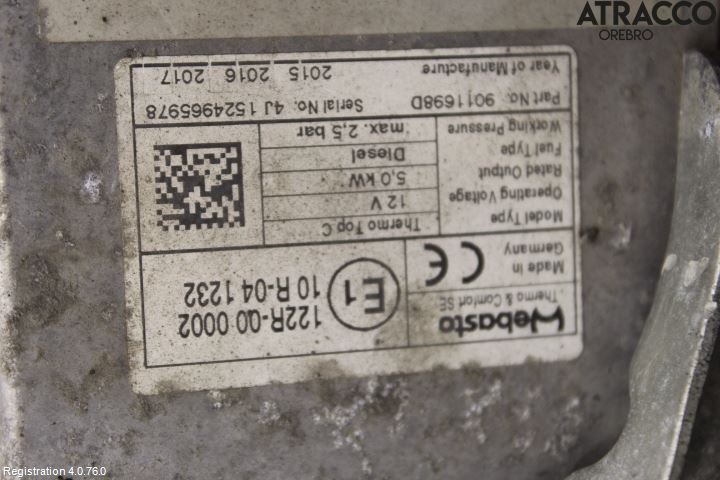 ATRACCO
ÖREBRO
Webasto
Thermo & Comfort SE
Made in
Germany
CE
E1
122R-00 0002
10 R-04 1232
Model Type
Thermo Top C
Operating Voltage
12 V
Rated Output
5,0 kW
Fuel Type
Diesel
Working Pressure
max. 2,5 bar
Part No. 9011698D
Serial No. 4J 1524965978
Year of Manufacture
2015 2016 2017
Registration 4.0.76.0